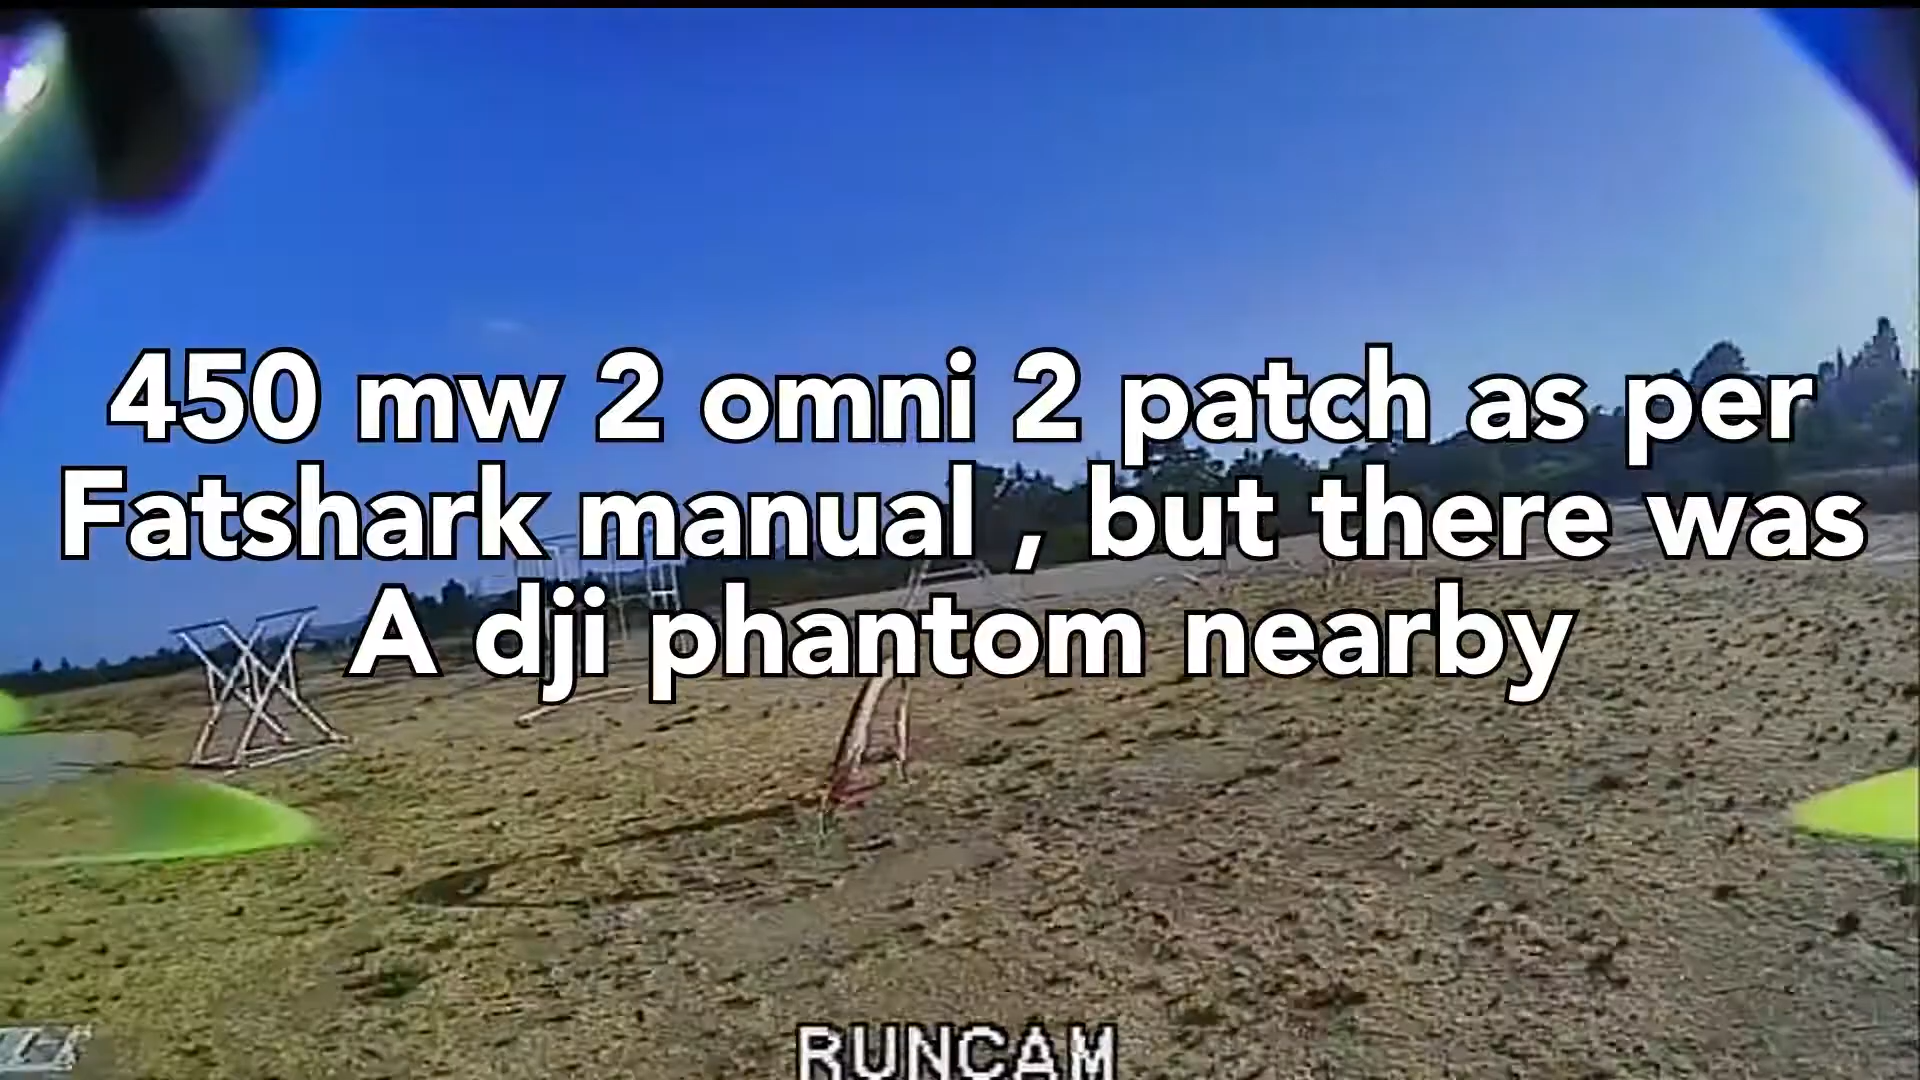 450 mw 2 omni 2 patch as per
Fatshark manual , but there was
A dji phantom nearby
RUNCAM